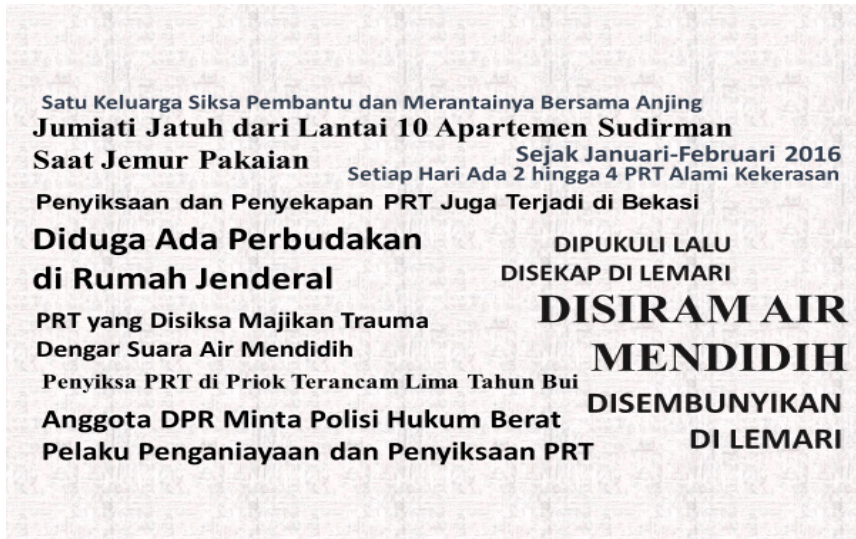 Satu Keluarga Siksa Pembantu dan Merantainya Bersama Anjing
Jumiati Jatuh dari Lantai 10 Apartemen Sudirman
Saat Jemur Pakaian
Sejak Januari-Februari 2016
Setiap Hari Ada 2 hingga 4 PRT Alami Kekerasan
Penyiksaan dan Penyekapan PRT Juga Terjadi di Bekasi
Diduga Ada Perbudakan
di Rumah Jenderal
DIPUKULI LALU
DISEKAP DI LEMARI
PRT yang Disiksa Majikan Trauma
Dengar Suara Air Mendidih
DISIRAM AIR
MENDIDIH
Penyiksa PRT di Priok Terancam Lima Tahun Bui
DISEMBUNYIKAN
DI LEMARI
Anggota DPR Minta Polisi Hukum Berat
Pelaku Penganiayaan dan Penyiksaan PRT